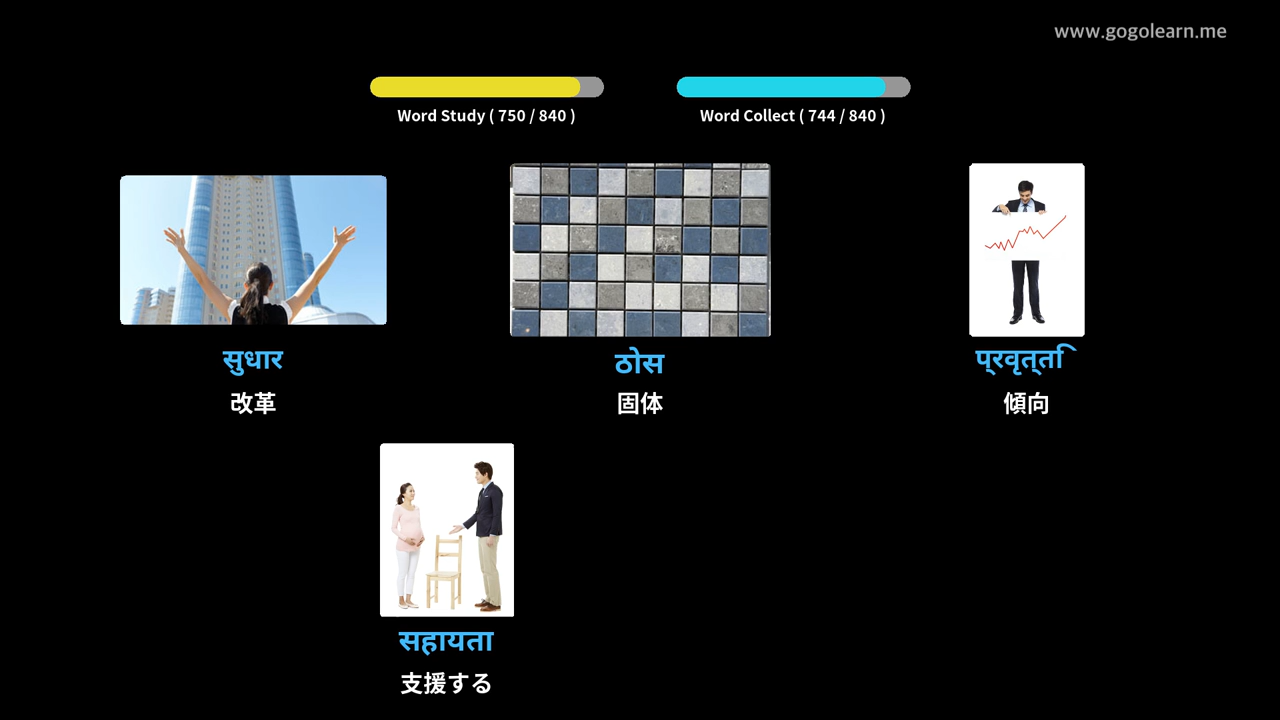 www.gogolearn.me
Word Study ( 750 / 840 )
Word Collect ( 744 / 840 )
सुधार
改革
ठोस
固体
प्रवृत्ति
傾向
सहायता
支援する